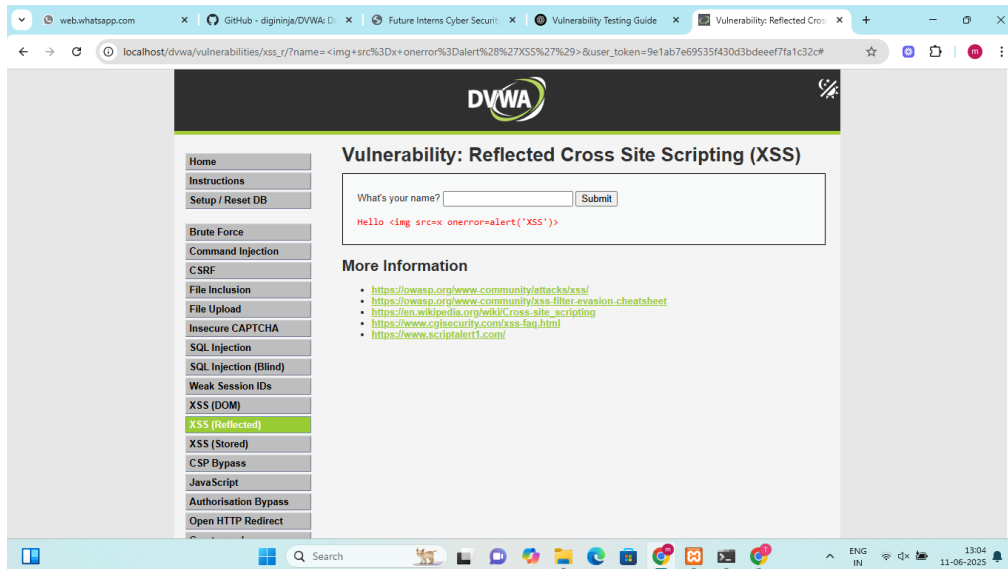 web.whatsapp.com
GitHub - digininja/DVWA: D
Future Interns Cyber Securit
Vulnerability Testing Guide
Vulnerability: Reflected Cros
localhost/dvwa/vulnerabilities/xss_r/?name=<img+src%3Dx+onerror%3Dalert%28%27XSS%27%29>&user_token=9e1ab7e69535f430d3bdeeef7fa1c32c#
m
DVWA
Home
Instructions
Setup / Reset DB
Brute Force
Command Injection
CSRF
File Inclusion
File Upload
Insecure CAPTCHA
SQL Injection
SQL Injection (Blind)
Weak Session IDs
XSS (DOM)
XSS (Reflected)
XSS (Stored)
CSP Bypass
JavaScript
Authorisation Bypass
Open HTTP Redirect
Vulnerability: Reflected Cross Site Scripting (XSS)
What's your name?
Submit
Hello <img src=x onerror=alert('XSS')>
More Information
https://owasp.org/www-community/attacks/xss/
https://owasp.org/www-community/xss-filter-evasion-cheatsheet
https://en.wikipedia.org/wiki/Cross-site_scripting
https://www.cgisecurity.com/xss-faq.html
https://www.scriptalert1.com/
Search
ENG
IN
13:04
11-06-2025